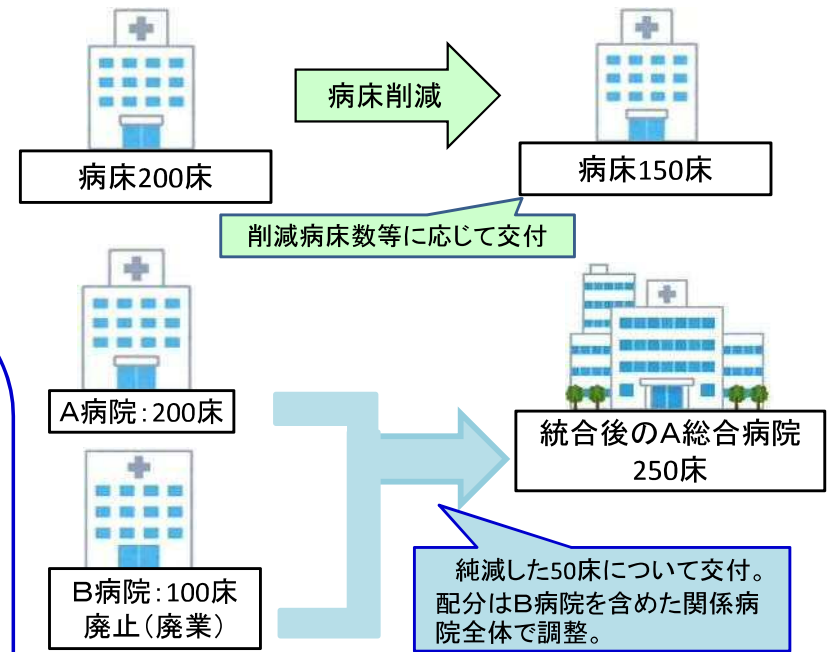 病床削減
病床200床
病床150床
削減病床数等に応じて交付
A病院：200床
統合後のA総合病院
250床
B病院：100床
廃止（廃業）
純減した50床について交付。
配分はB病院を含めた関係病
院全体で調整。